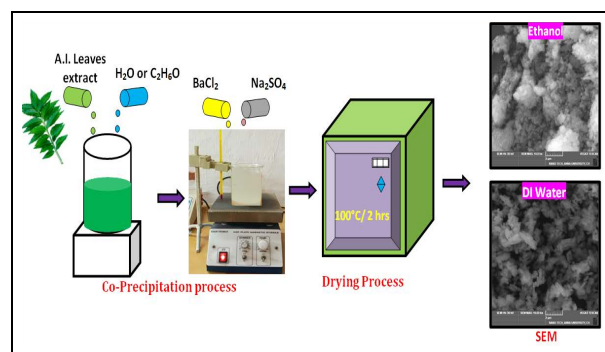 A.I. Leaves
extract
H₂O or C₂H₆O
BaCl₂
Na₂SO₄
Co-Precipitation process
100°C/ 2 hrs
Drying Process
Ethanol
DI Water
SEM